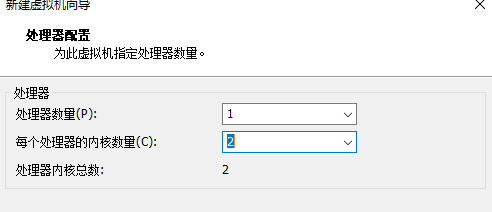 新建虚拟机向导
处理器配置
为此虚拟机指定处理器数量。
处理器
处理器数量(P): 1
每个处理器的内核数量(C): 2
处理器内核总数: 2